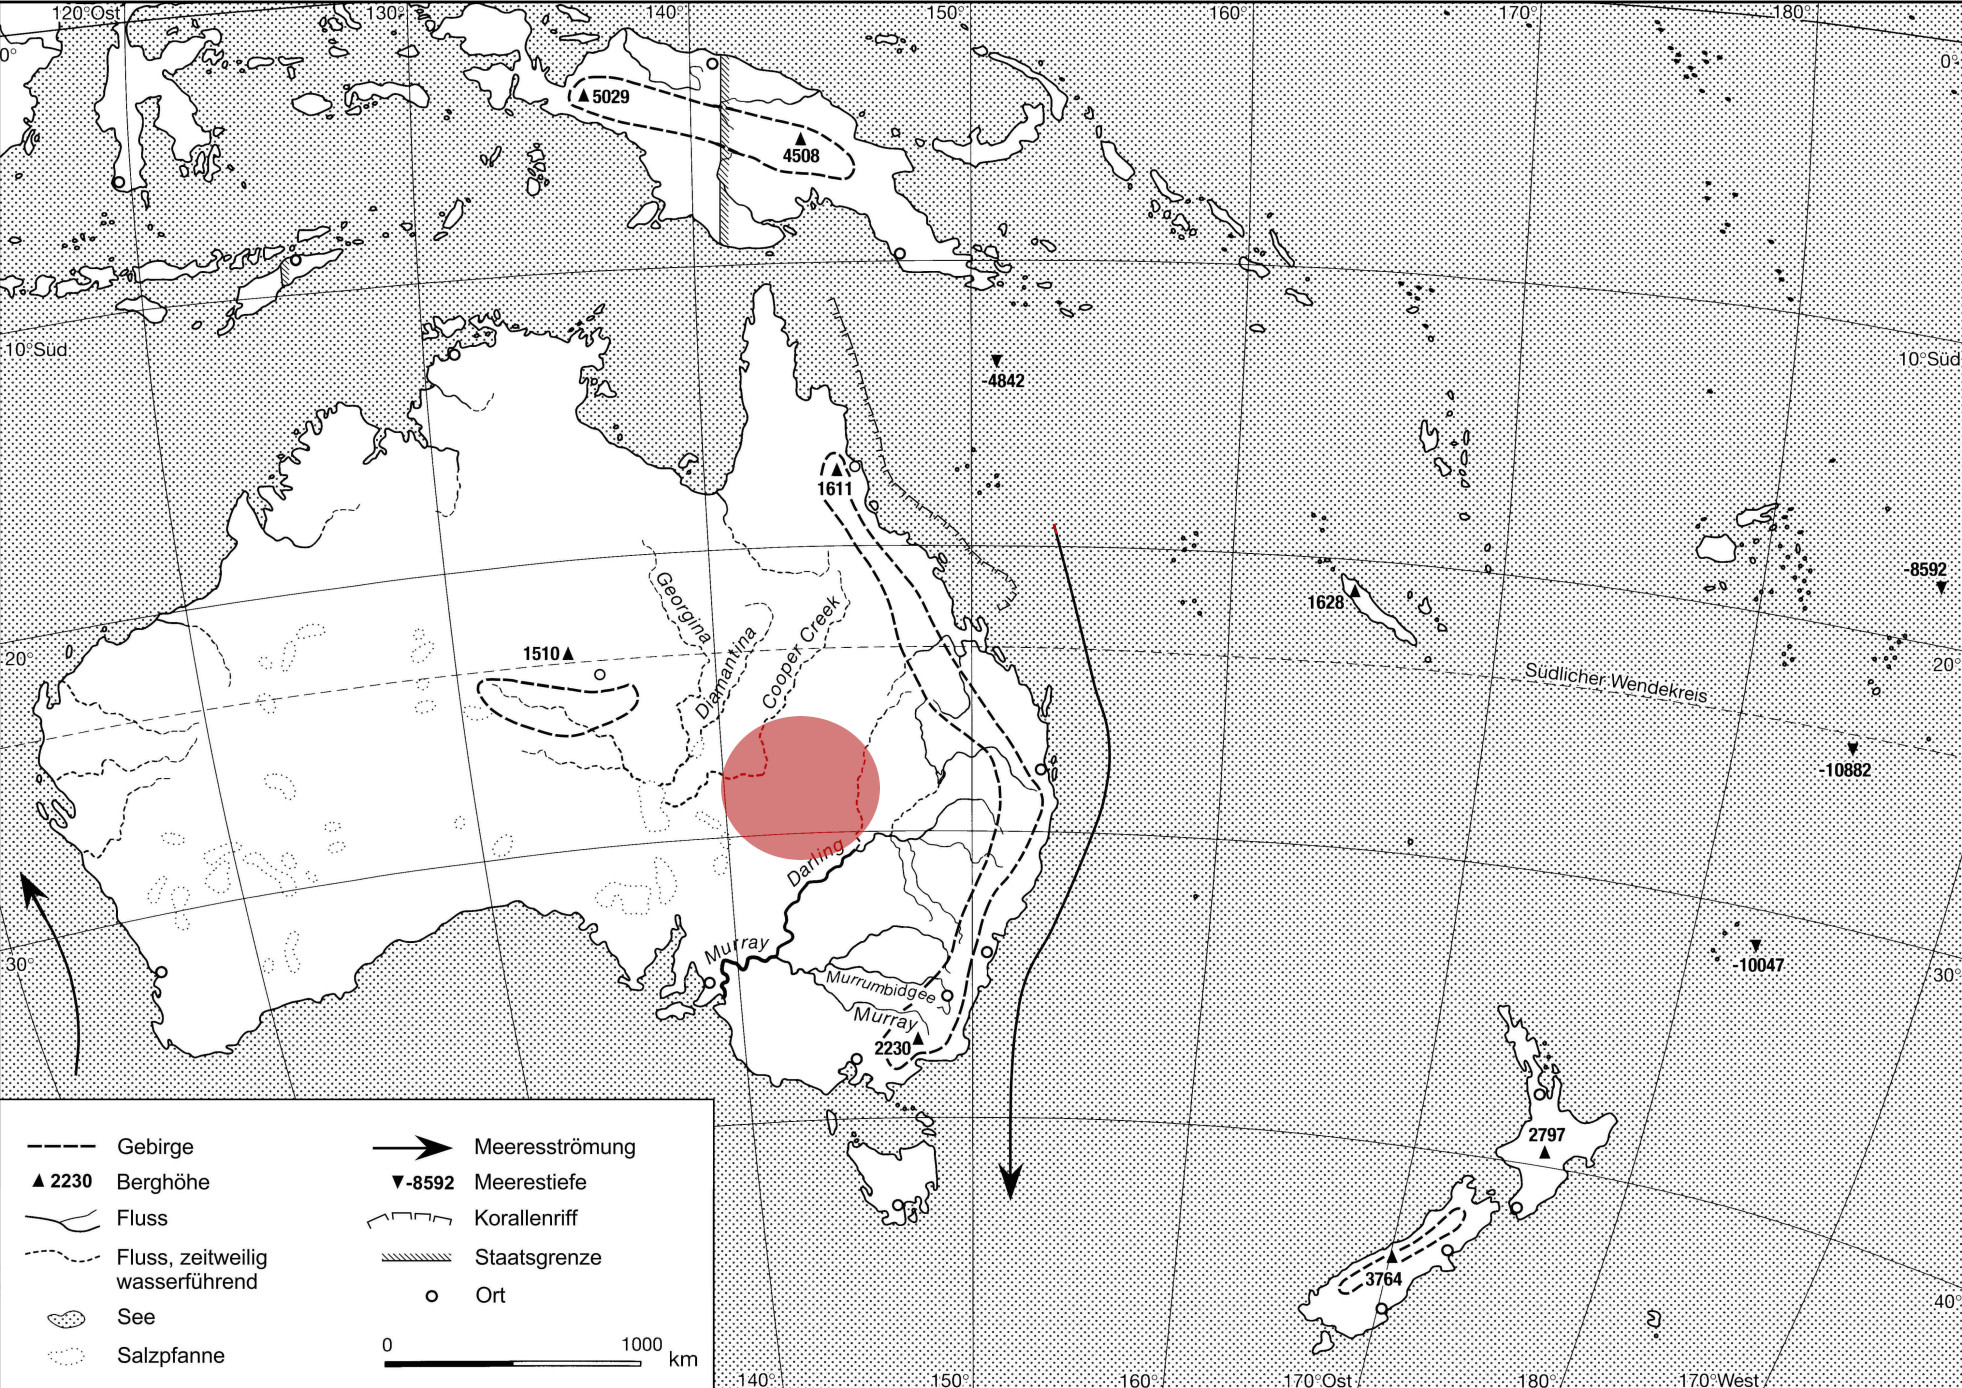 120°Ost
130°
140°
150°
160°
170°
180°
0°
0°
5029
4508
10°Süd
10°Süd
-4842
1611
-8592
Georgina
Diamantina
Cooper Creek
1628
1510
20°
20°
Südlicher Wendekreis
-10882
Darling
Murray
30°
30°
-10047
Murrumbidgee
Murray
2230
2797
3764
40°
Gebirge
2230 Berghöhe
Fluss
Fluss, zeitweilig
wasserführend
See
Salzpfanne
Meeresströmung
-8592 Meerestiefe
Korallenriff
Staatsgrenze
Ort
0 1000 km
140°
150°
160°
170°Ost
180°
170°West